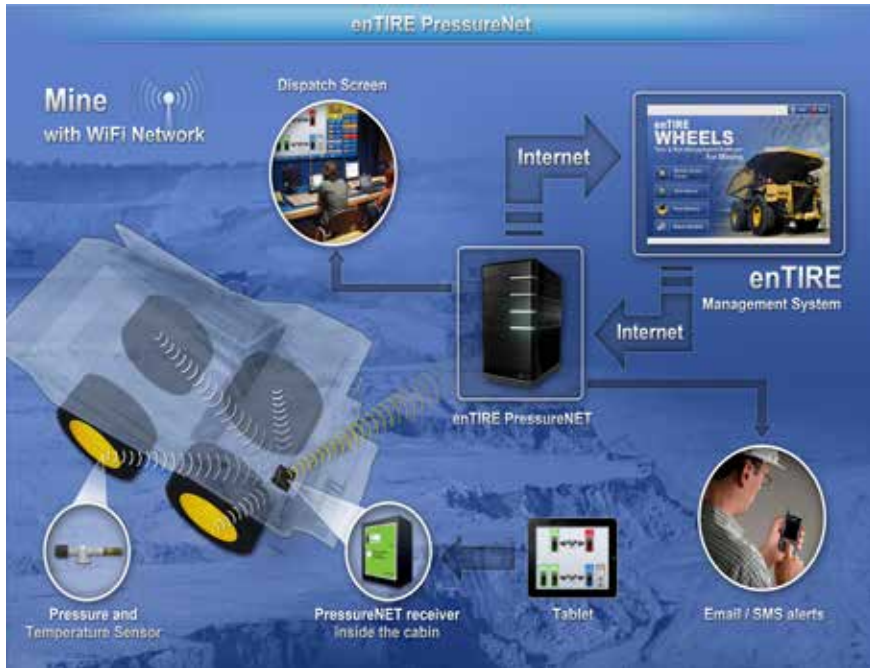 enTIRE PressureNet
Mine
with WiFi Network
Dispatch Screen
Internet
enTIRE
WHEELS
for Mining
enTIRE
Management System
Internet
enTIRE PressureNET
Pressure and
Temperature Sensor
PressureNET receiver
Inside the cabin
Tablet
Email / SMS alerts